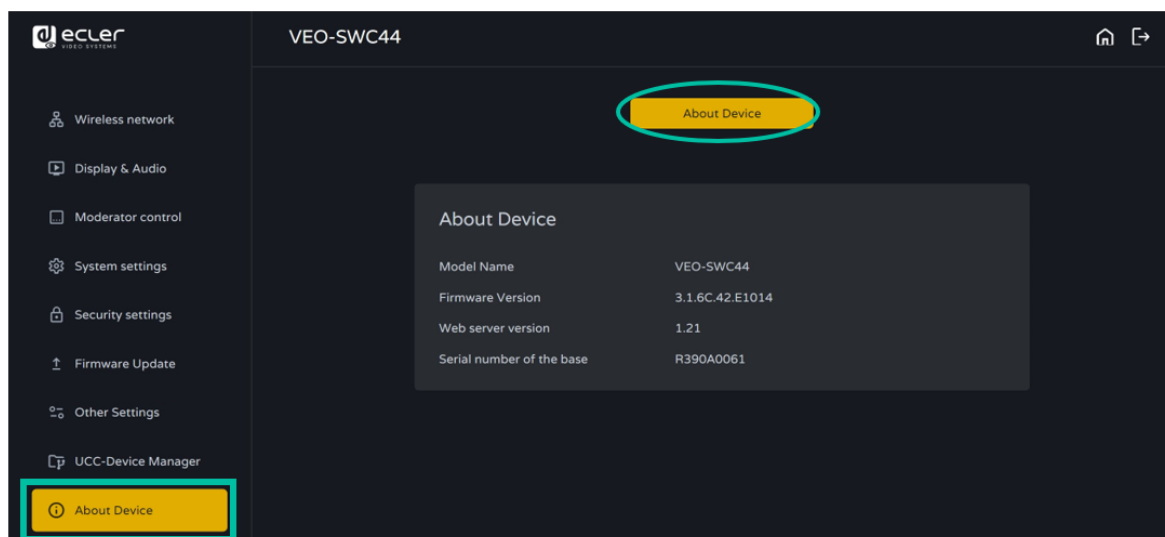 ecler
VIDEO SYSTEMS
VEO-SWC44
Wireless network
Display & Audio
Moderator control
System settings
Security settings
Firmware Update
Other Settings
UCC-Device Manager
About Device
About Device
About Device
Model Name VEO-SWC44
Firmware Version 3.1.6C.42.E1014
Web server version 1.21
Serial number of the base R390A0061